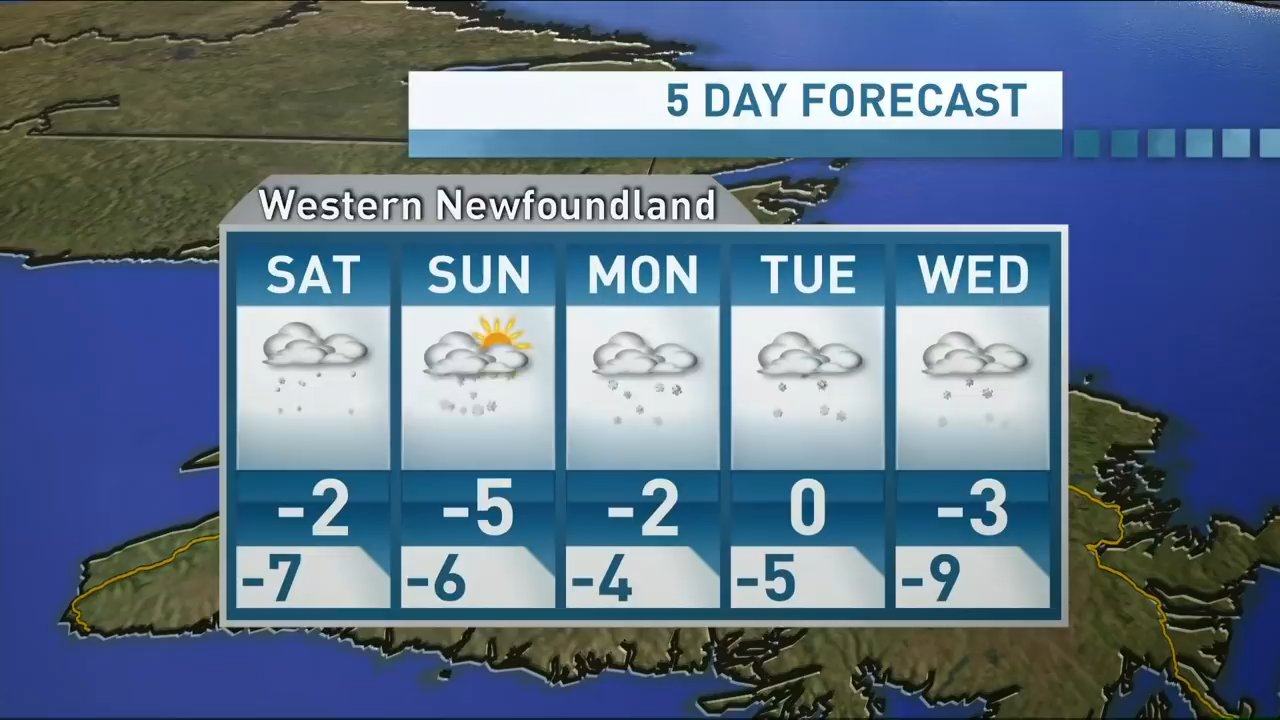 5 DAY FORECAST
Western Newfoundland
SAT SUN MON TUE WED
-2 -5 -2 0 -3
-7 -6 -4 -5 -9